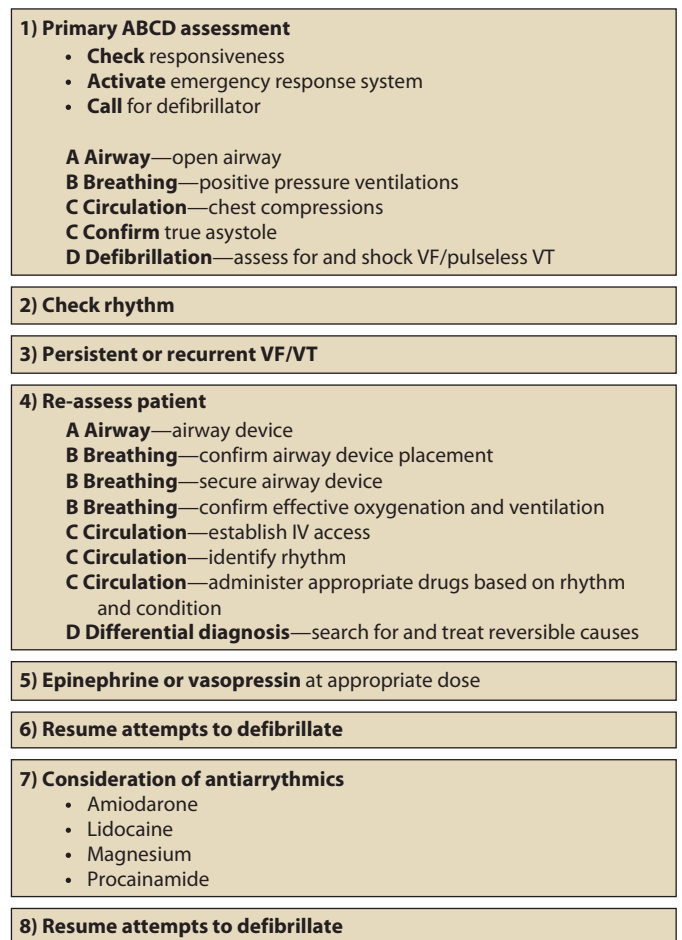 1) Primary ABCD assessment
• Check responsiveness
• Activate emergency response system
• Call for defibrillator
A Airway—open airway
B Breathing—positive pressure ventilations
C Circulation—chest compressions
C Confirm true asystole
D Defibrillation—assess for and shock VF/pulseless VT
2) Check rhythm
3) Persistent or recurrent VF/VT
4) Re-assess patient
A Airway—airway device
B Breathing—confirm airway device placement
B Breathing—secure airway device
B Breathing—confirm effective oxygenation and ventilation
C Circulation—establish IV access
C Circulation—identify rhythm
C Circulation—administer appropriate drugs based on rhythm
and condition
D Differential diagnosis—search for and treat reversible causes
5) Epinephrine or vasopressin at appropriate dose
6) Resume attempts to defibrillate
7) Consideration of antiarrythmics
• Amiodarone
• Lidocaine
• Magnesium
• Procainamide
8) Resume attempts to defibrillate